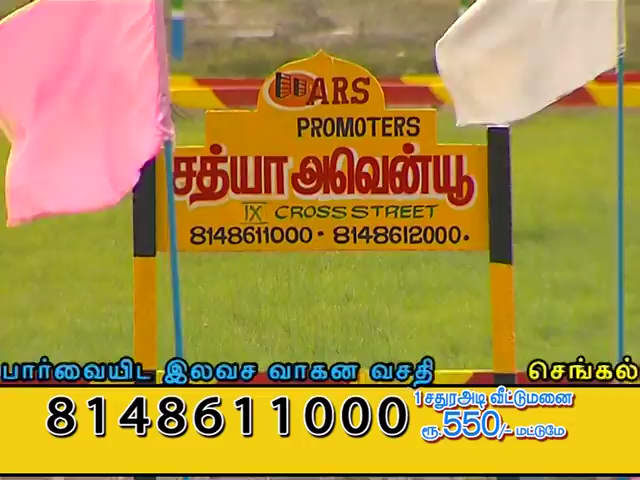 ARS
PROMOTERS
சத்யா அவென்யூ
IX CROSS STREET
8148611000 · 8148612000.
பார்வையிட இலவச வாகன வசதி செங்கல்
8148611000
1 சதுரஅடி வீட்டுமனை
ரூ.550/- மட்டுமே